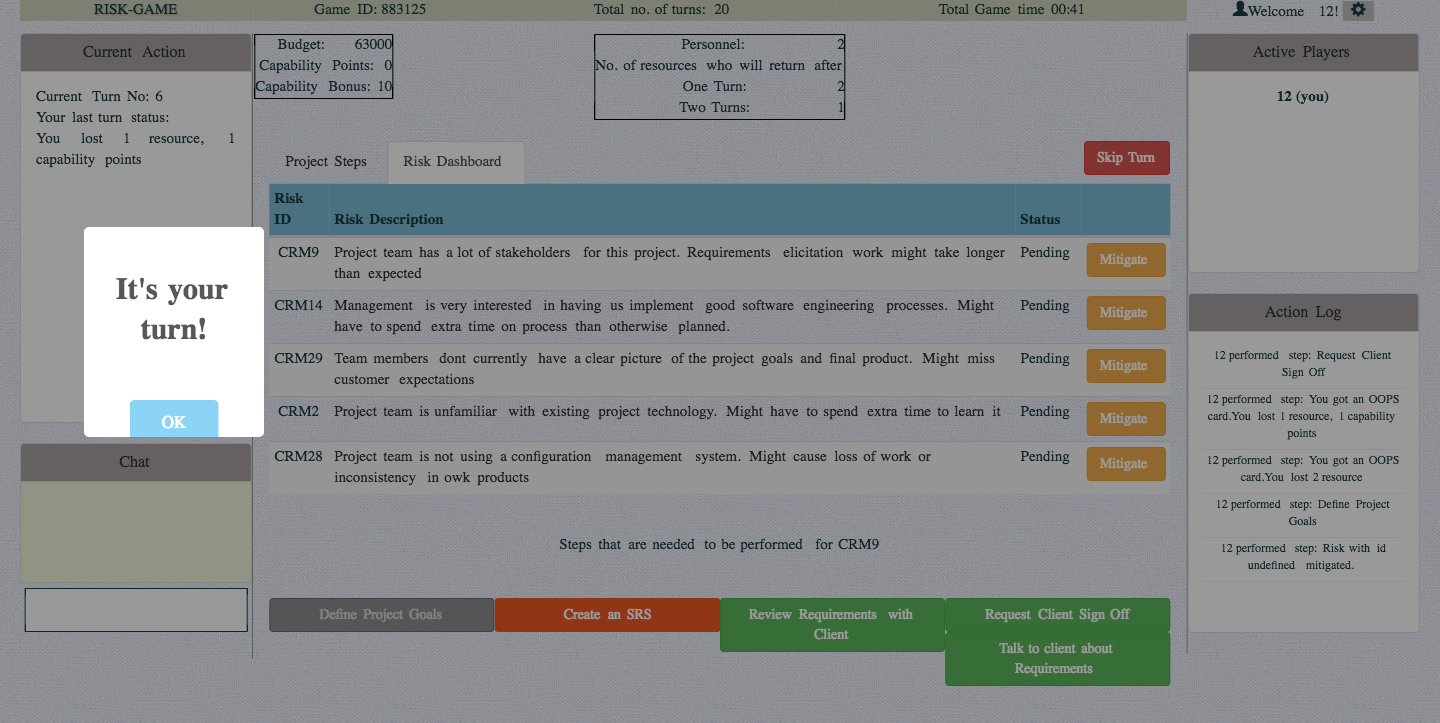 RISK-GAME
Game ID: 883125
Total no. of turns: 20
Total Game time 00:41
Welcome 12!
Current Action
Current Turn No: 6
Your last turn status:
You lost 1 resource, 1
capability points
Budget: 63000
Capability Points: 0
Capability Bonus: 10
Personnel: 2
No. of resources who will return after
One Turn: 2
Two Turns: 1
Project Steps
Risk Dashboard
Skip Turn
Risk
ID
Risk Description
Status
CRM9
Project team has a lot of stakeholders for this project. Requirements elicitation work might take longer
than expected
Pending
Mitigate
CRM14
Management is very interested in having us implement good software engineering processes. Might
have to spend extra time on process than otherwise planned.
Pending
Mitigate
CRM29
Team members dont currently have a clear picture of the project goals and final product. Might miss
customer expectations
Pending
Mitigate
CRM2
Project team is unfamiliar with existing project technology. Might have to spend extra time to learn it
Pending
Mitigate
CRM28
Project team is not using a configuration management system. Might cause loss of work or
inconsistency in owk products
Pending
Mitigate
Steps that are needed to be performed for CRM9
Define Project Goals
Create an SRS
Review Requirements with
Client
Request Client Sign Off
Talk to client about
Requirements
It's your
turn!
OK
Chat
Active Players
12 (you)
Action Log
12 performed step: Request Client
Sign Off
12 performed step: You got an OOPS
card.You lost 1 resource, 1 capability
points
12 performed step: You got an OOPS
card.You lost 2 resource
12 performed step: Define Project
Goals
12 performed step: Risk with id
undefined mitigated.